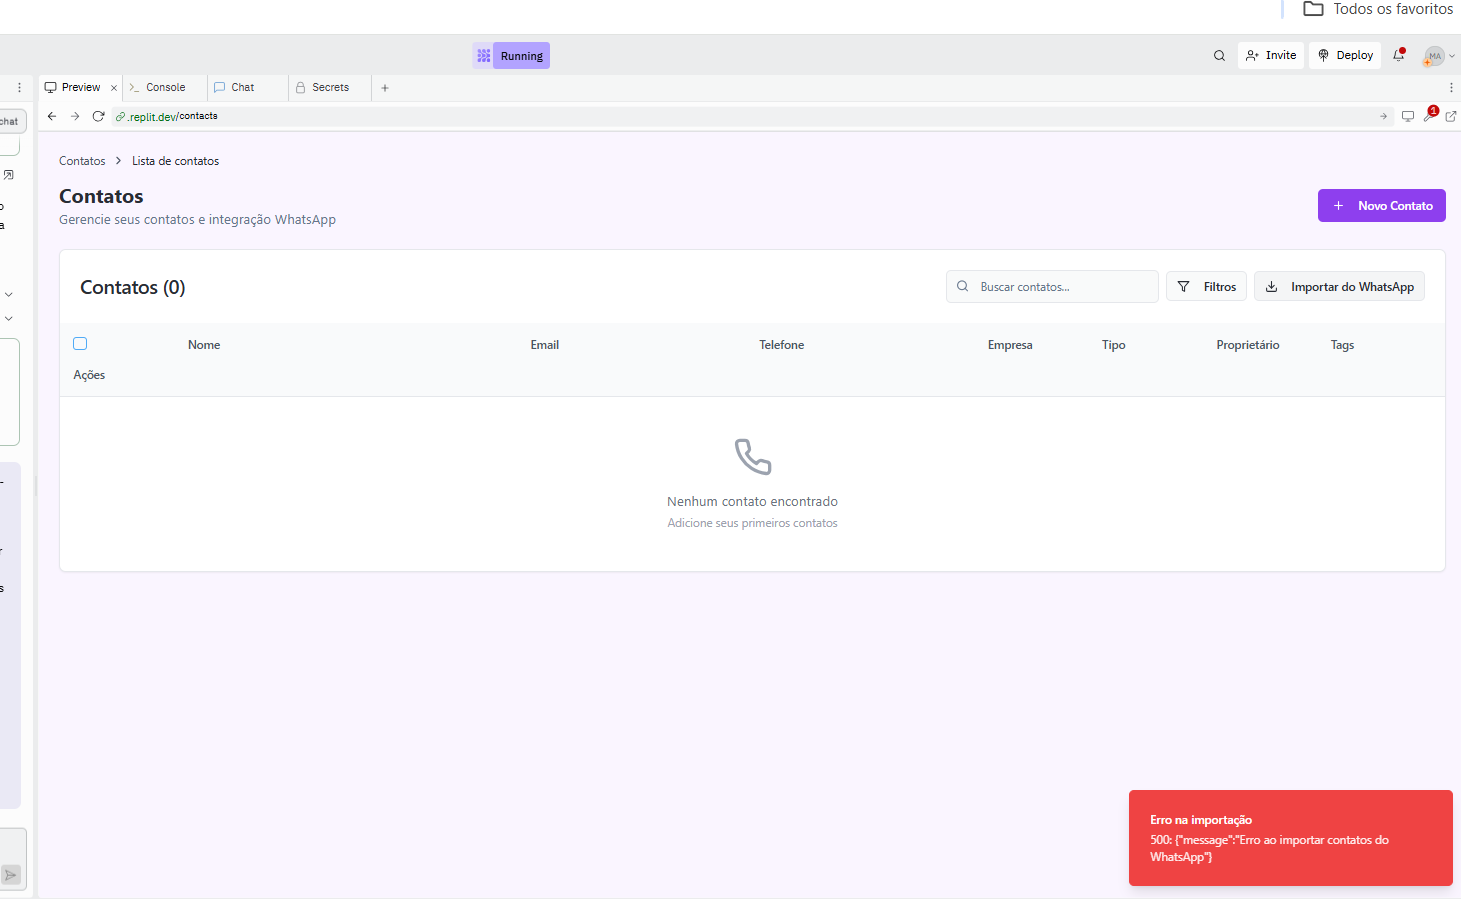 Todos os favoritos
Running
Invite
Deploy
MA
Preview
Console
Chat
Secrets
chat
.replit.dev/contacts
1
Contatos > Lista de contatos
Contatos
Gerencie seus contatos e integração WhatsApp
+ Novo Contato
Contatos (0)
Buscar contatos...
Filtros
Importar do WhatsApp
Nome Email Telefone Empresa Tipo Proprietário Tags
Ações
Nenhum contato encontrado
Adicione seus primeiros contatos
Erro na importação
500: {"message":"Erro ao importar contatos do
WhatsApp"}